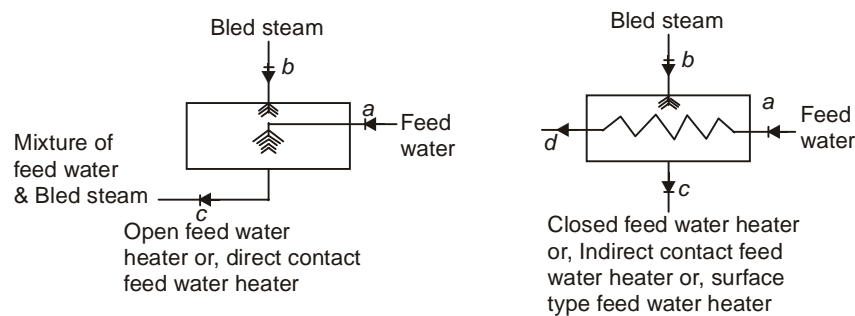 Bled steam
b
a
Feed
water
Mixture of
feed water
& Bled steam
c
Open feed water
heater or, direct contact
feed water heater
Bled steam
b
a
Feed
water
d
c
Closed feed water heater
or, Indirect contact feed
water heater or, surface
type feed water heater